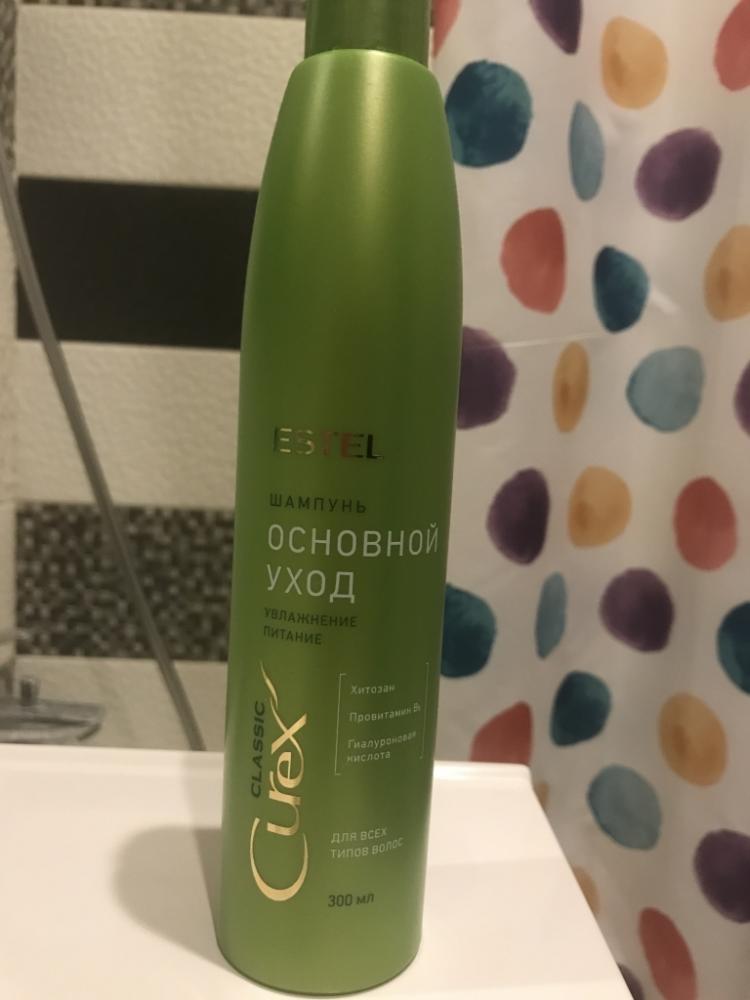 ESTEL
ШАМПУНЬ
ОСНОВНОЙ
УХОД
УВЛАЖНЕНИЕ
ПИТАНИЕ
Хитозан
Провитамин B₅
Гиалуроновая
кислота
CLASSIC
Curex
ДЛЯ ВСЕХ
ТИПОВ ВОЛОС
300 мл